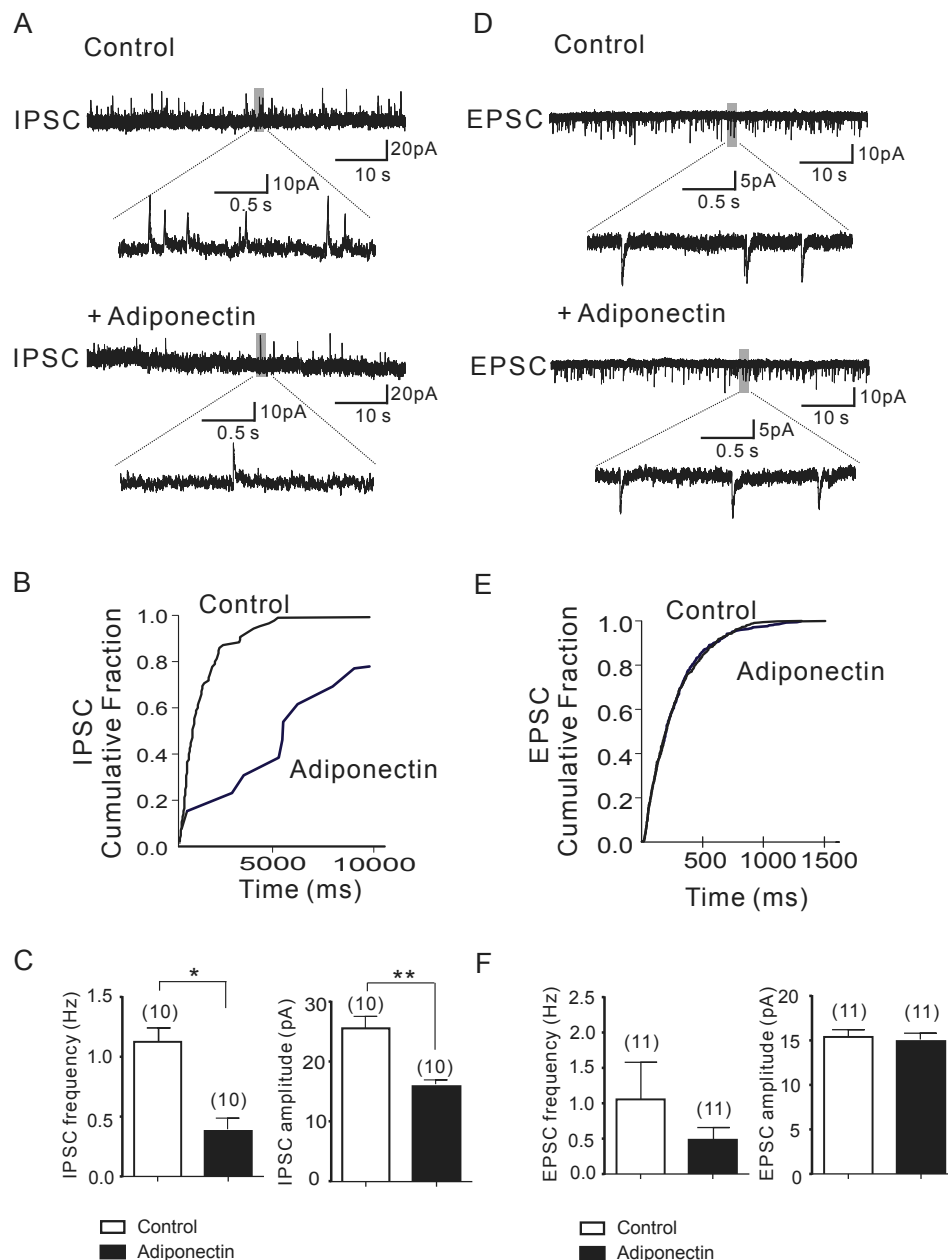 A
Control
IPSC
20pA
10 s
10pA
0.5 s
+ Adiponectin
IPSC
20pA
10 s
10pA
0.5 s
D
Control
EPSC
10pA
10 s
5pA
0.5 s
+ Adiponectin
EPSC
10pA
10 s
5pA
0.5 s
B
Control
Adiponectin
IPSC
Cumulative Fraction
1.0
0.8
0.6
0.4
0.2
0.0
5000 10000
Time (ms)
E
Control
Adiponectin
EPSC
Cumulative Fraction
1.0
0.8
0.6
0.4
0.2
0.0
500 1000 1500
Time (ms)
C
IPSC frequency (Hz)
1.5
1.0
0.5
0.0
*
(10)
(10)
IPSC amplitude (pA)
30
20
10
0
**
(10)
(10)
Control
Adiponectin
F
EPSC frequency (Hz)
2.5
2.0
1.5
1.0
0.5
0.0
(11)
(11)
EPSC amplitude (pA)
20
15
10
5
0
(11)
(11)
Control
Adiponectin